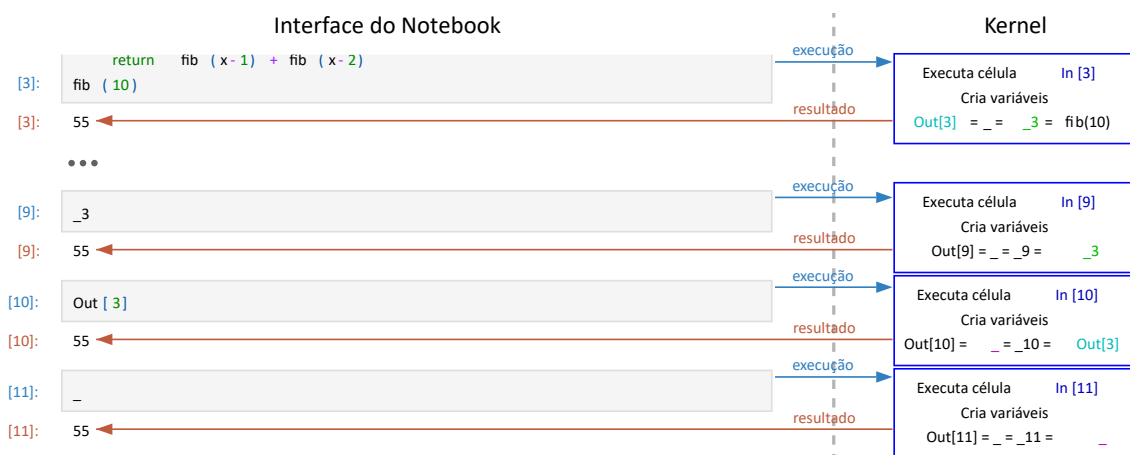 Interface do Notebook
Kernel
return fib (x-1) + fib (x-2)
[3]: fib (10)
execução
Executa célula In [3]
Cria variáveis
Out[3] = _ = _3 = fib(10)
[3]: 55
resultado
•••
[9]: _3
execução
Executa célula In [9]
Cria variáveis
Out[9] = _ = _9 = _3
[9]: 55
resultado
[10]: Out[3]
execução
Executa célula In [10]
Cria variáveis
Out[10] = _ = _10 = Out[3]
[10]: 55
resultado
[11]: _
execução
Executa célula In [11]
Cria variáveis
Out[11] = _ = _11 = _
[11]: 55
resultado